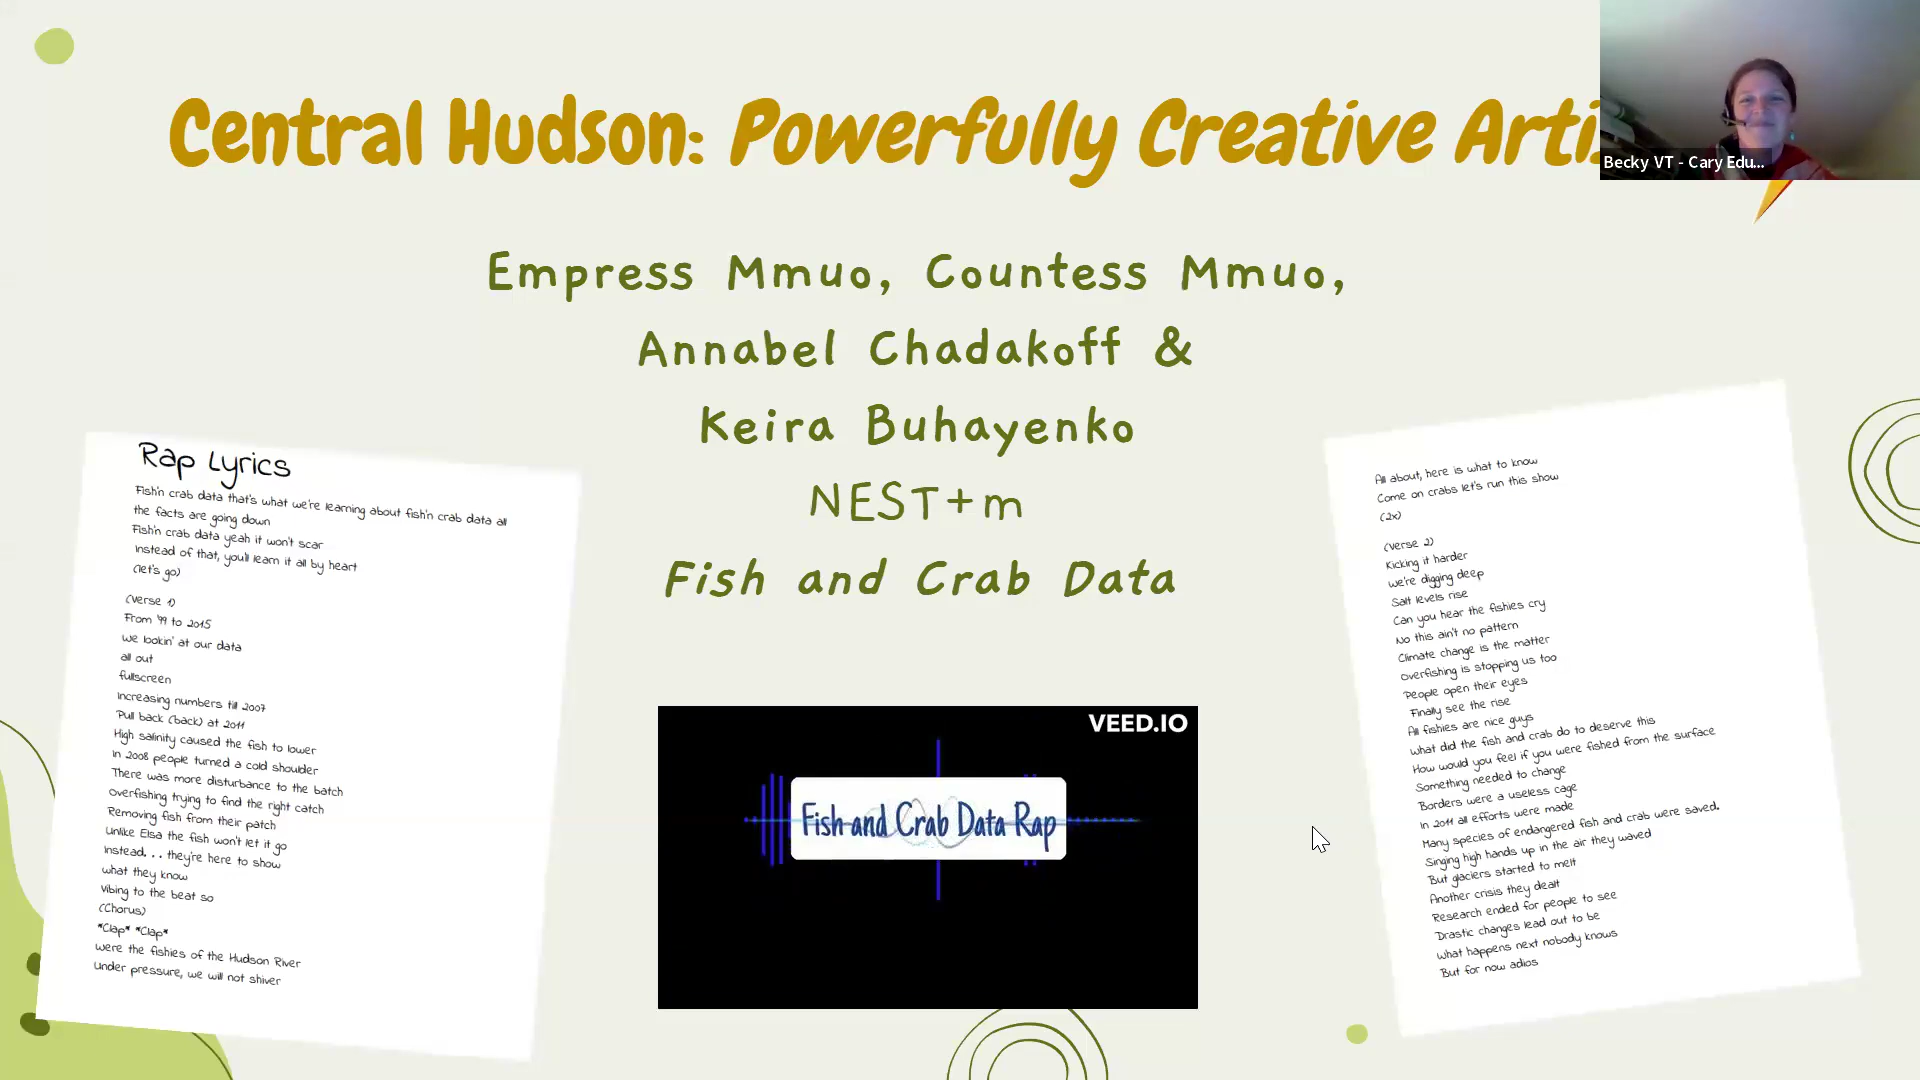 Central Hudson: Powerfully Creative Arti
Becky VT - Cary Edu...
Empress Mmuo, Countess Mmuo,
Annabel Chadakoff &
Keira Buhayenko
NEST+m
Fish and Crab Data
Rap Lyrics
Fish'n crab data that's what we're learning about fish'n crab data all
the facts are going down
Fish'n crab data yeah it won't scar
Instead of that, you'll learn it all by heart
(let's go)
(Verse 1)
From '99 to 2015
We lookin' at our data
all out
fullscreen
Increasing numbers till 2007
Pull back (back) at 2011
High salinity caused the fish to lower
In 2008 people turned a cold shoulder
There was more disturbance to the batch
Overfishing trying to find the right catch
Removing fish from their patch
Unlike Elsa the fish won't let it go
Instead. . . they're here to show
what they know
Vibing to the beat so
(Chorus)
*Clap* *Clap*
Were the fishies of the Hudson River
Under pressure, we will not shiver
VEED.IO
Fish and Crab Data Rap
All about, here is what to know
Come on crabs let's run this show
(2x)
(Verse 2)
Kicking it harder
We're digging deep
Salt levels rise
Can you hear the fishies cry
No this ain't no pattern
Climate change is the matter
Overfishing is stopping us too
People open their eyes
Finally see the rise
All fishies are nice guys
What did the fish and crab do to deserve this
How would you feel if you were fished from the surface
Something needed to change
Borders were a useless cage
In 2011 all efforts were made
Many species of endangered fish and crab were saved.
Singing high hands up in the air they waved
But glaciers started to melt
Another crisis they dealt
Research ended for people to see
Drastic changes lead out to be
What happens next nobody knows
But for now adios